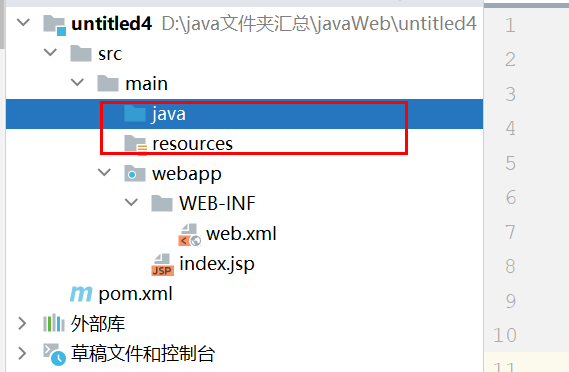 untitled4 D:\java文件夹汇总\javaWeb\untitled4
src
main
java
resources
webapp
WEB-INF
web.xml
JSP index.jsp
m pom.xml
外部库
草稿文件和控制台
1
2
3
4
5
6
7
8
9
10
11